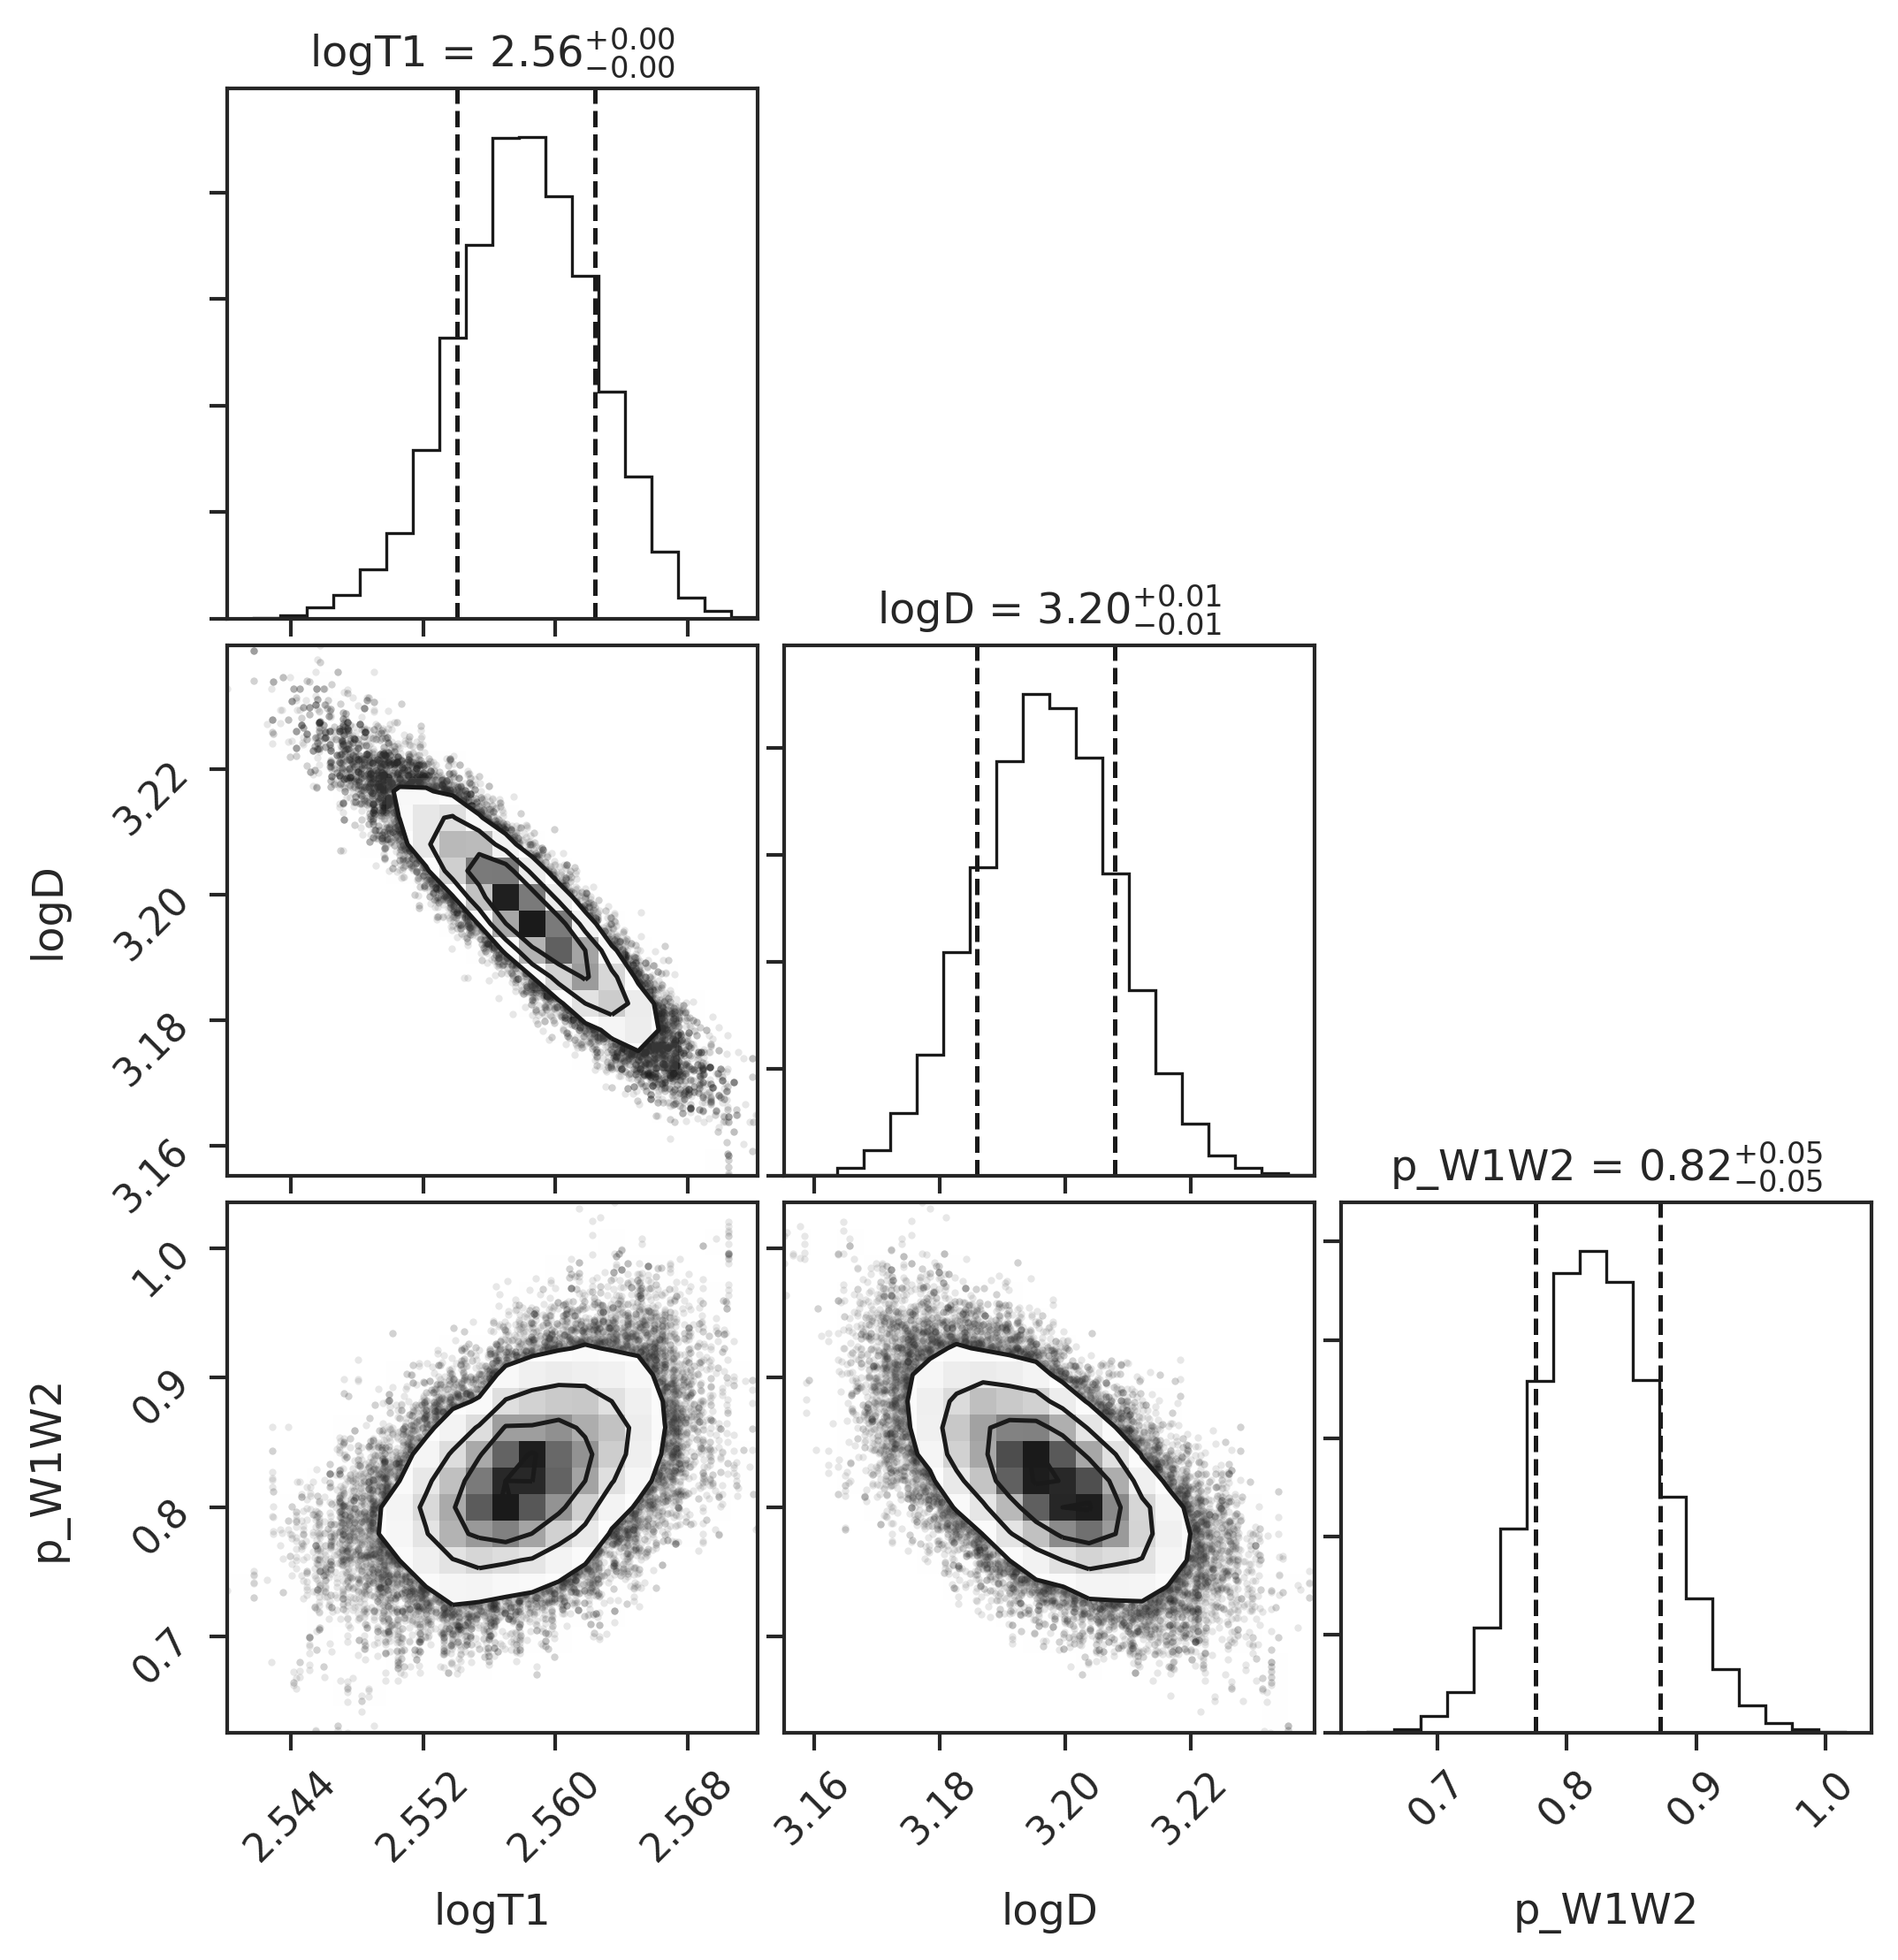 logT1 = 2.56+0.00−0.00
logD = 3.20+0.01−0.01
3.22
3.20
3.18
3.16
logD
p_W1W2 = 0.82+0.05−0.05
1.0
0.9
0.8
0.7
p_W1W2
2.544 2.552 2.560 2.568
3.16 3.18 3.20 3.22
0.7 0.8 0.9 1.0
logT1
logD
p_W1W2